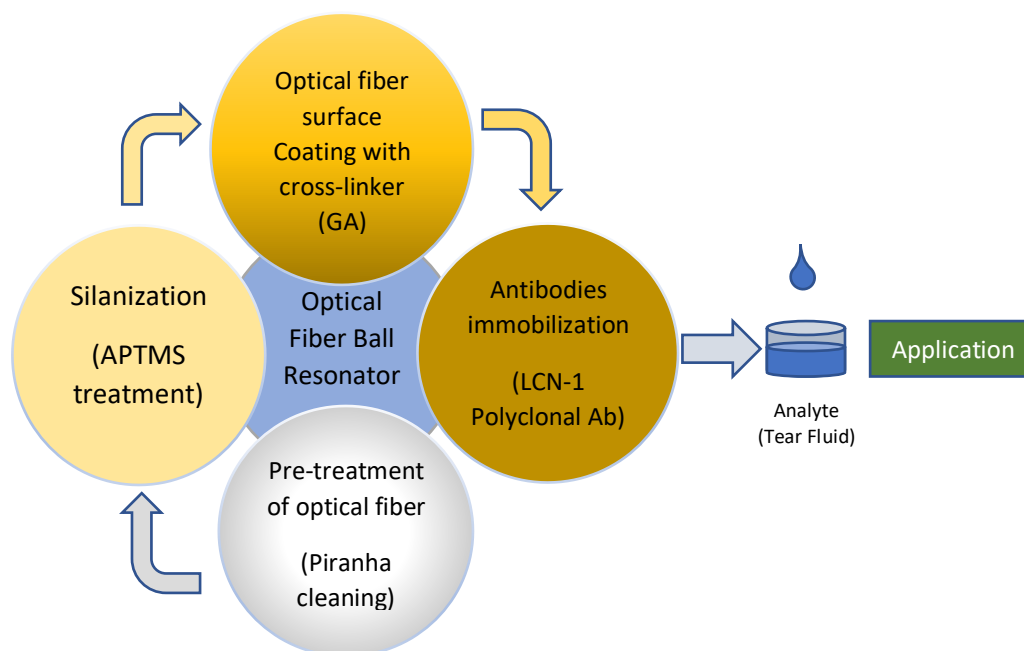 Optical fiber
surface
Coating with
cross-linker
(GA)
Silanization
(APTMS
treatment)
Optical
Fiber Ball
Resonator
Antibodies
immobilization
(LCN-1
Polyclonal Ab)
Application
Analyte
(Tear Fluid)
Pre-treatment
of optical fiber
(Piranha
cleaning)